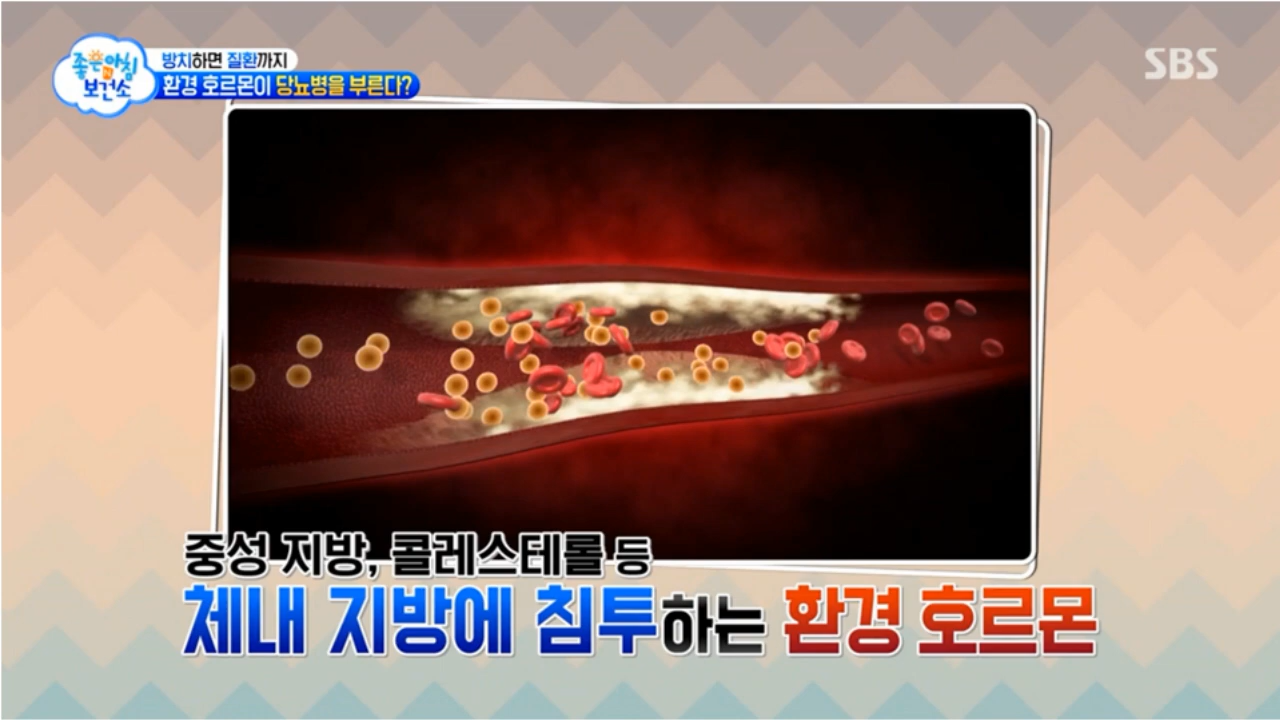 좋은아침
보건소
방치하면 질환까지
환경 호르몬이 당뇨병을 부른다?
SBS
중성 지방, 콜레스테롤 등
체내 지방에 침투하는 환경 호르몬